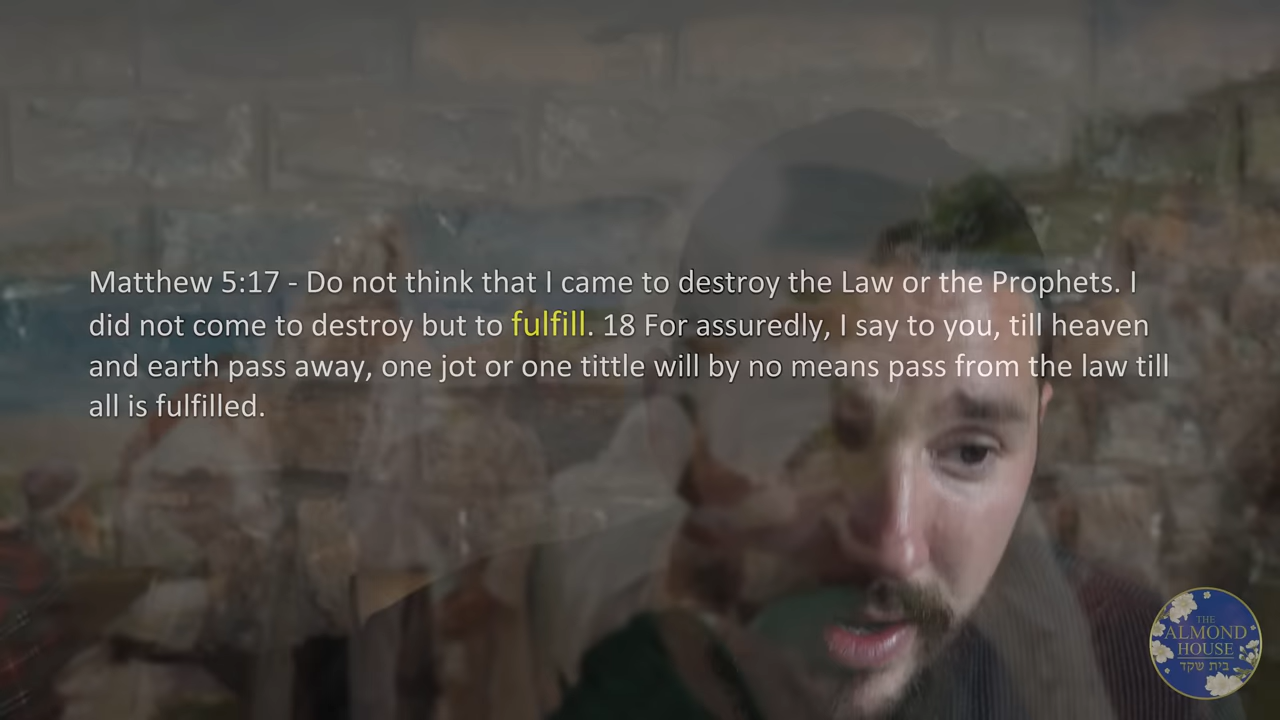 Matthew 5:17 - Do not think that I came to destroy the Law or the Prophets. I
did not come to destroy but to fulfill. 18 For assuredly, I say to you, till heaven
and earth pass away, one jot or one tittle will by no means pass from the law till
all is fulfilled.
THE
ALMOND
HOUSE
בית שקד